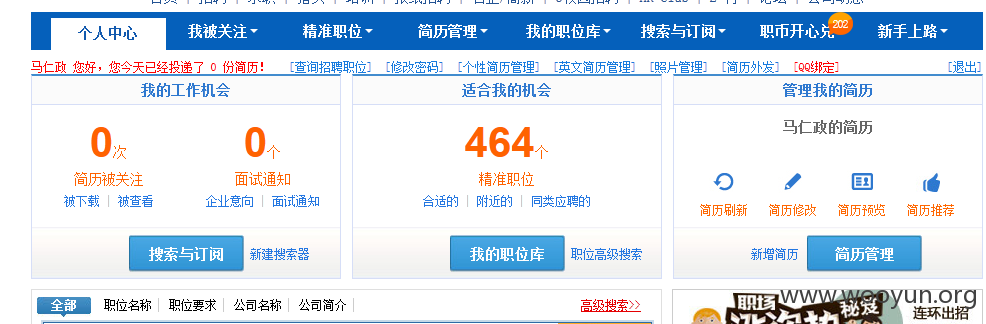 个人中心 我被关注 精准职位 简历管理 我的职位库 搜索与订阅 职币开心兑 202 新手上路
马仁政 您好，您今天已经投递了 0 份简历！ [查询招聘职位] [修改密码] [个性简历管理] [英文简历管理] [照片管理] [简历外发] [QQ绑定] [退出]
我的工作机会 适合我的机会 管理我的简历
马仁政的简历
0次 0个 464个
简历被关注 面试通知 精准职位
被下载 | 被查看 企业意向 | 面试通知 合适的 | 附近的 | 同类应聘的
简历刷新 简历修改 简历预览 简历推荐
搜索与订阅 新建搜索器 我的职位库 职位高级搜索 新增简历 简历管理
全部 职位名称 | 职位要求 | 公司名称 | 公司简介 | 高级搜索>>
www.wooyun.org
职场
秘笈
连环出招